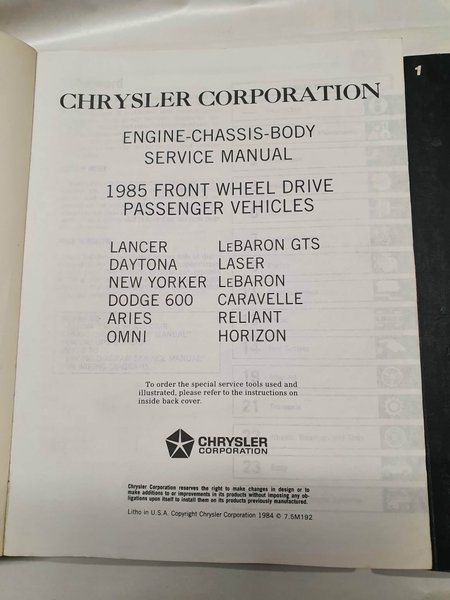 1
CHRYSLER CORPORATION
ENGINE-CHASSIS-BODY
SERVICE MANUAL
1985 FRONT WHEEL DRIVE
PASSENGER VEHICLES
LANCER LEBARON GTS
DAYTONA LASER
NEW YORKER LEBARON
DODGE 600 CARAVELLE
ARIES RELIANT
OMNI HORIZON
To order the special service tools used and
illustrated, please refer to the instructions on
inside back cover.
CHRYSLER
CORPORATION
Chrysler Corporation reserves the right to make changes in design or to
make additions to or improvements in its products without imposing any ob-
ligations upon itself to install them on its products previously manufactured.
Litho in U.S.A. Copyright Chrysler Corporation 1984 © 7.5M192
19
21
23